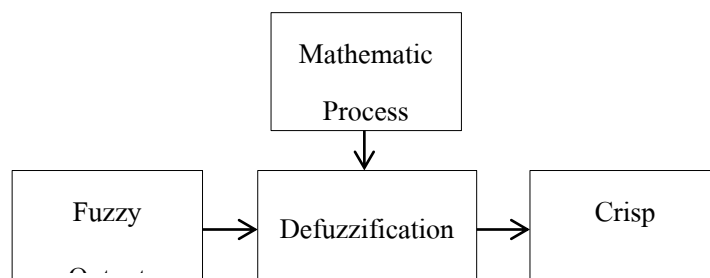 Mathematic
Process
Fuzzy
Defuzzification
Crisp